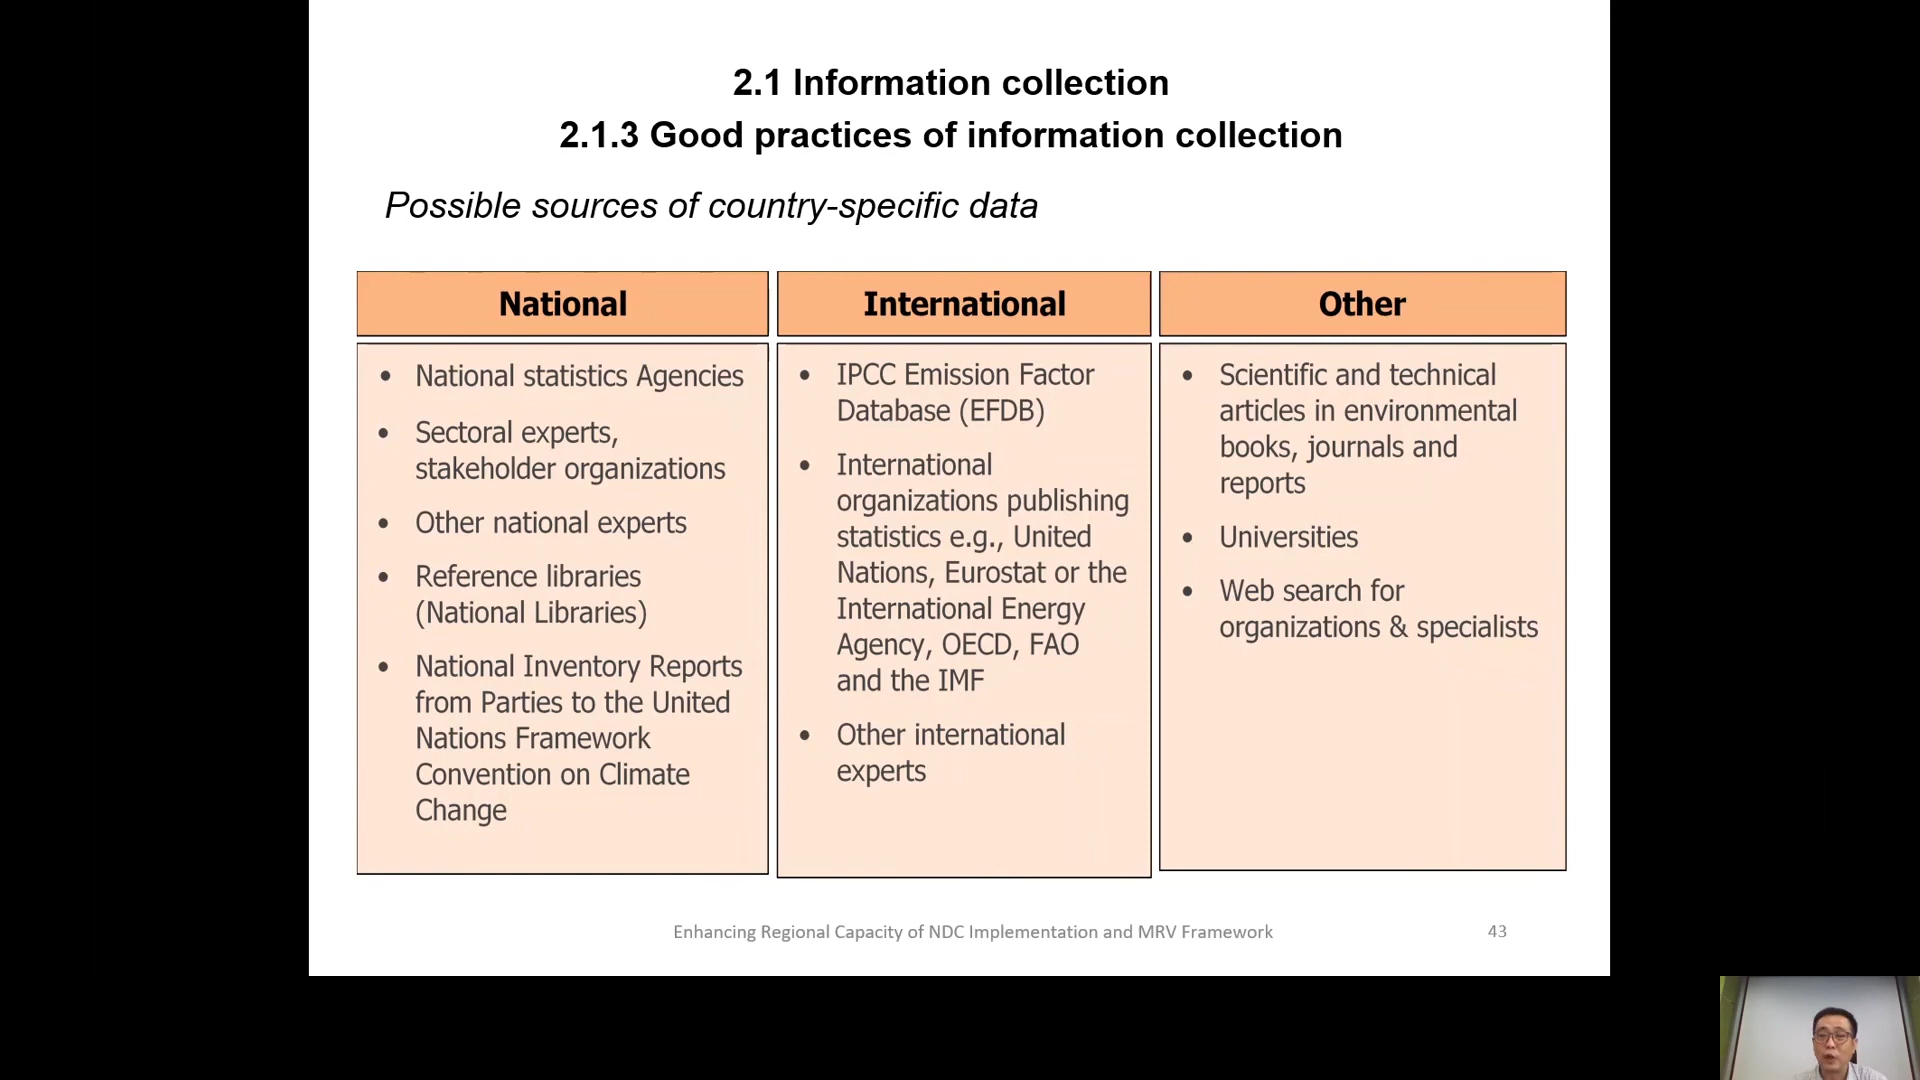 2.1 Information collection
2.1.3 Good practices of information collection
Possible sources of country-specific data
National
• National statistics Agencies
• Sectoral experts,
stakeholder organizations
• Other national experts
• Reference libraries
(National Libraries)
• National Inventory Reports
from Parties to the United
Nations Framework
Convention on Climate
Change
International
• IPCC Emission Factor
Database (EFDB)
• International
organizations publishing
statistics e.g., United
Nations, Eurostat or the
International Energy
Agency, OECD, FAO
and the IMF
• Other international
experts
Other
• Scientific and technical
articles in environmental
books, journals and
reports
• Universities
• Web search for
organizations & specialists
Enhancing Regional Capacity of NDC Implementation and MRV Framework
43